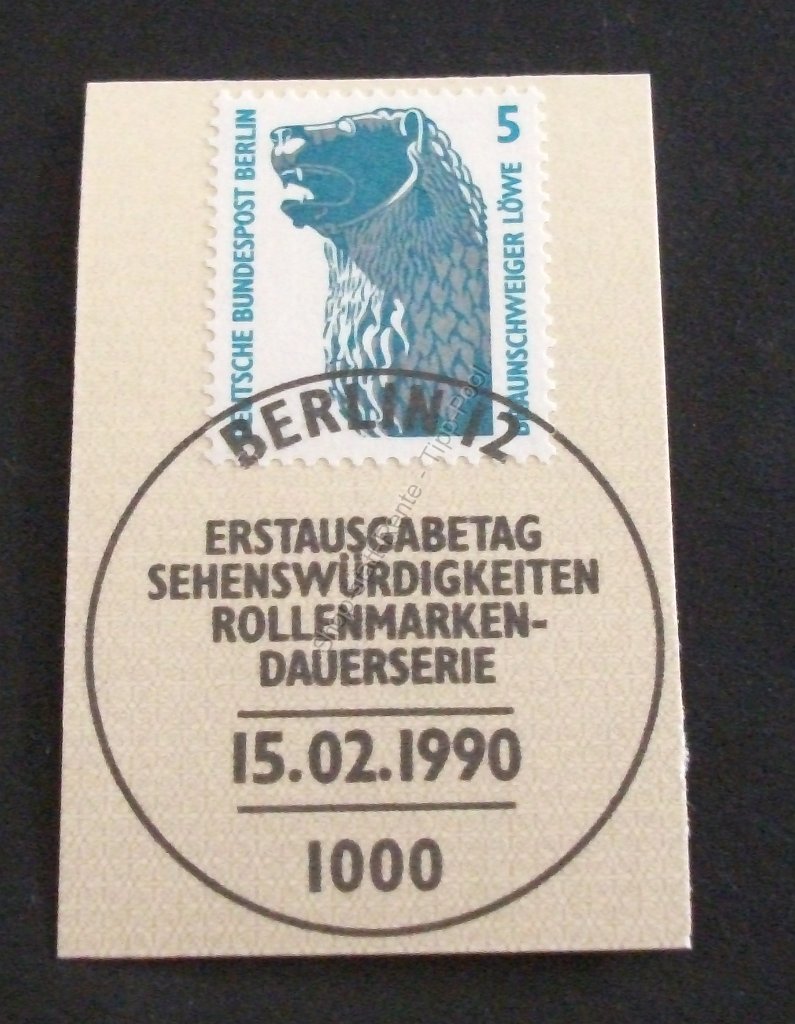 DEUTSCHE BUNDESPOST BERLIN
5
BRAUNSCHWEIGER LÖWE
BERLIN 12
ERSTAUSGABETAG
SEHENSWÜRDIGKEITEN
ROLLENMARKEN-
DAUERSERIE
15.02.1990
1000